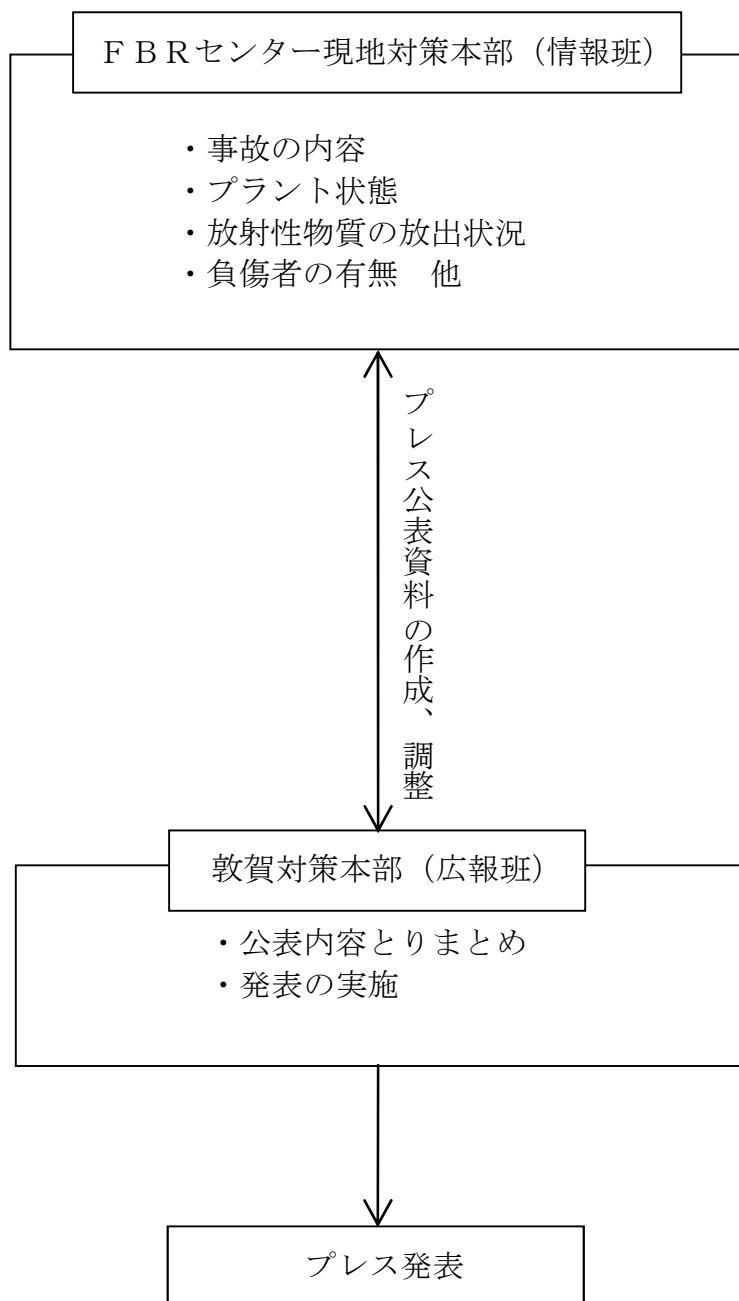 ＦＢＲセンター現地対策本部（情報班）
・事故の内容
・プラント状態
・放射性物質の放出状況
・負傷者の有無　他
プレス公表資料の作成、調整
敦賀対策本部（広報班）
・公表内容とりまとめ
・発表の実施
プレス発表